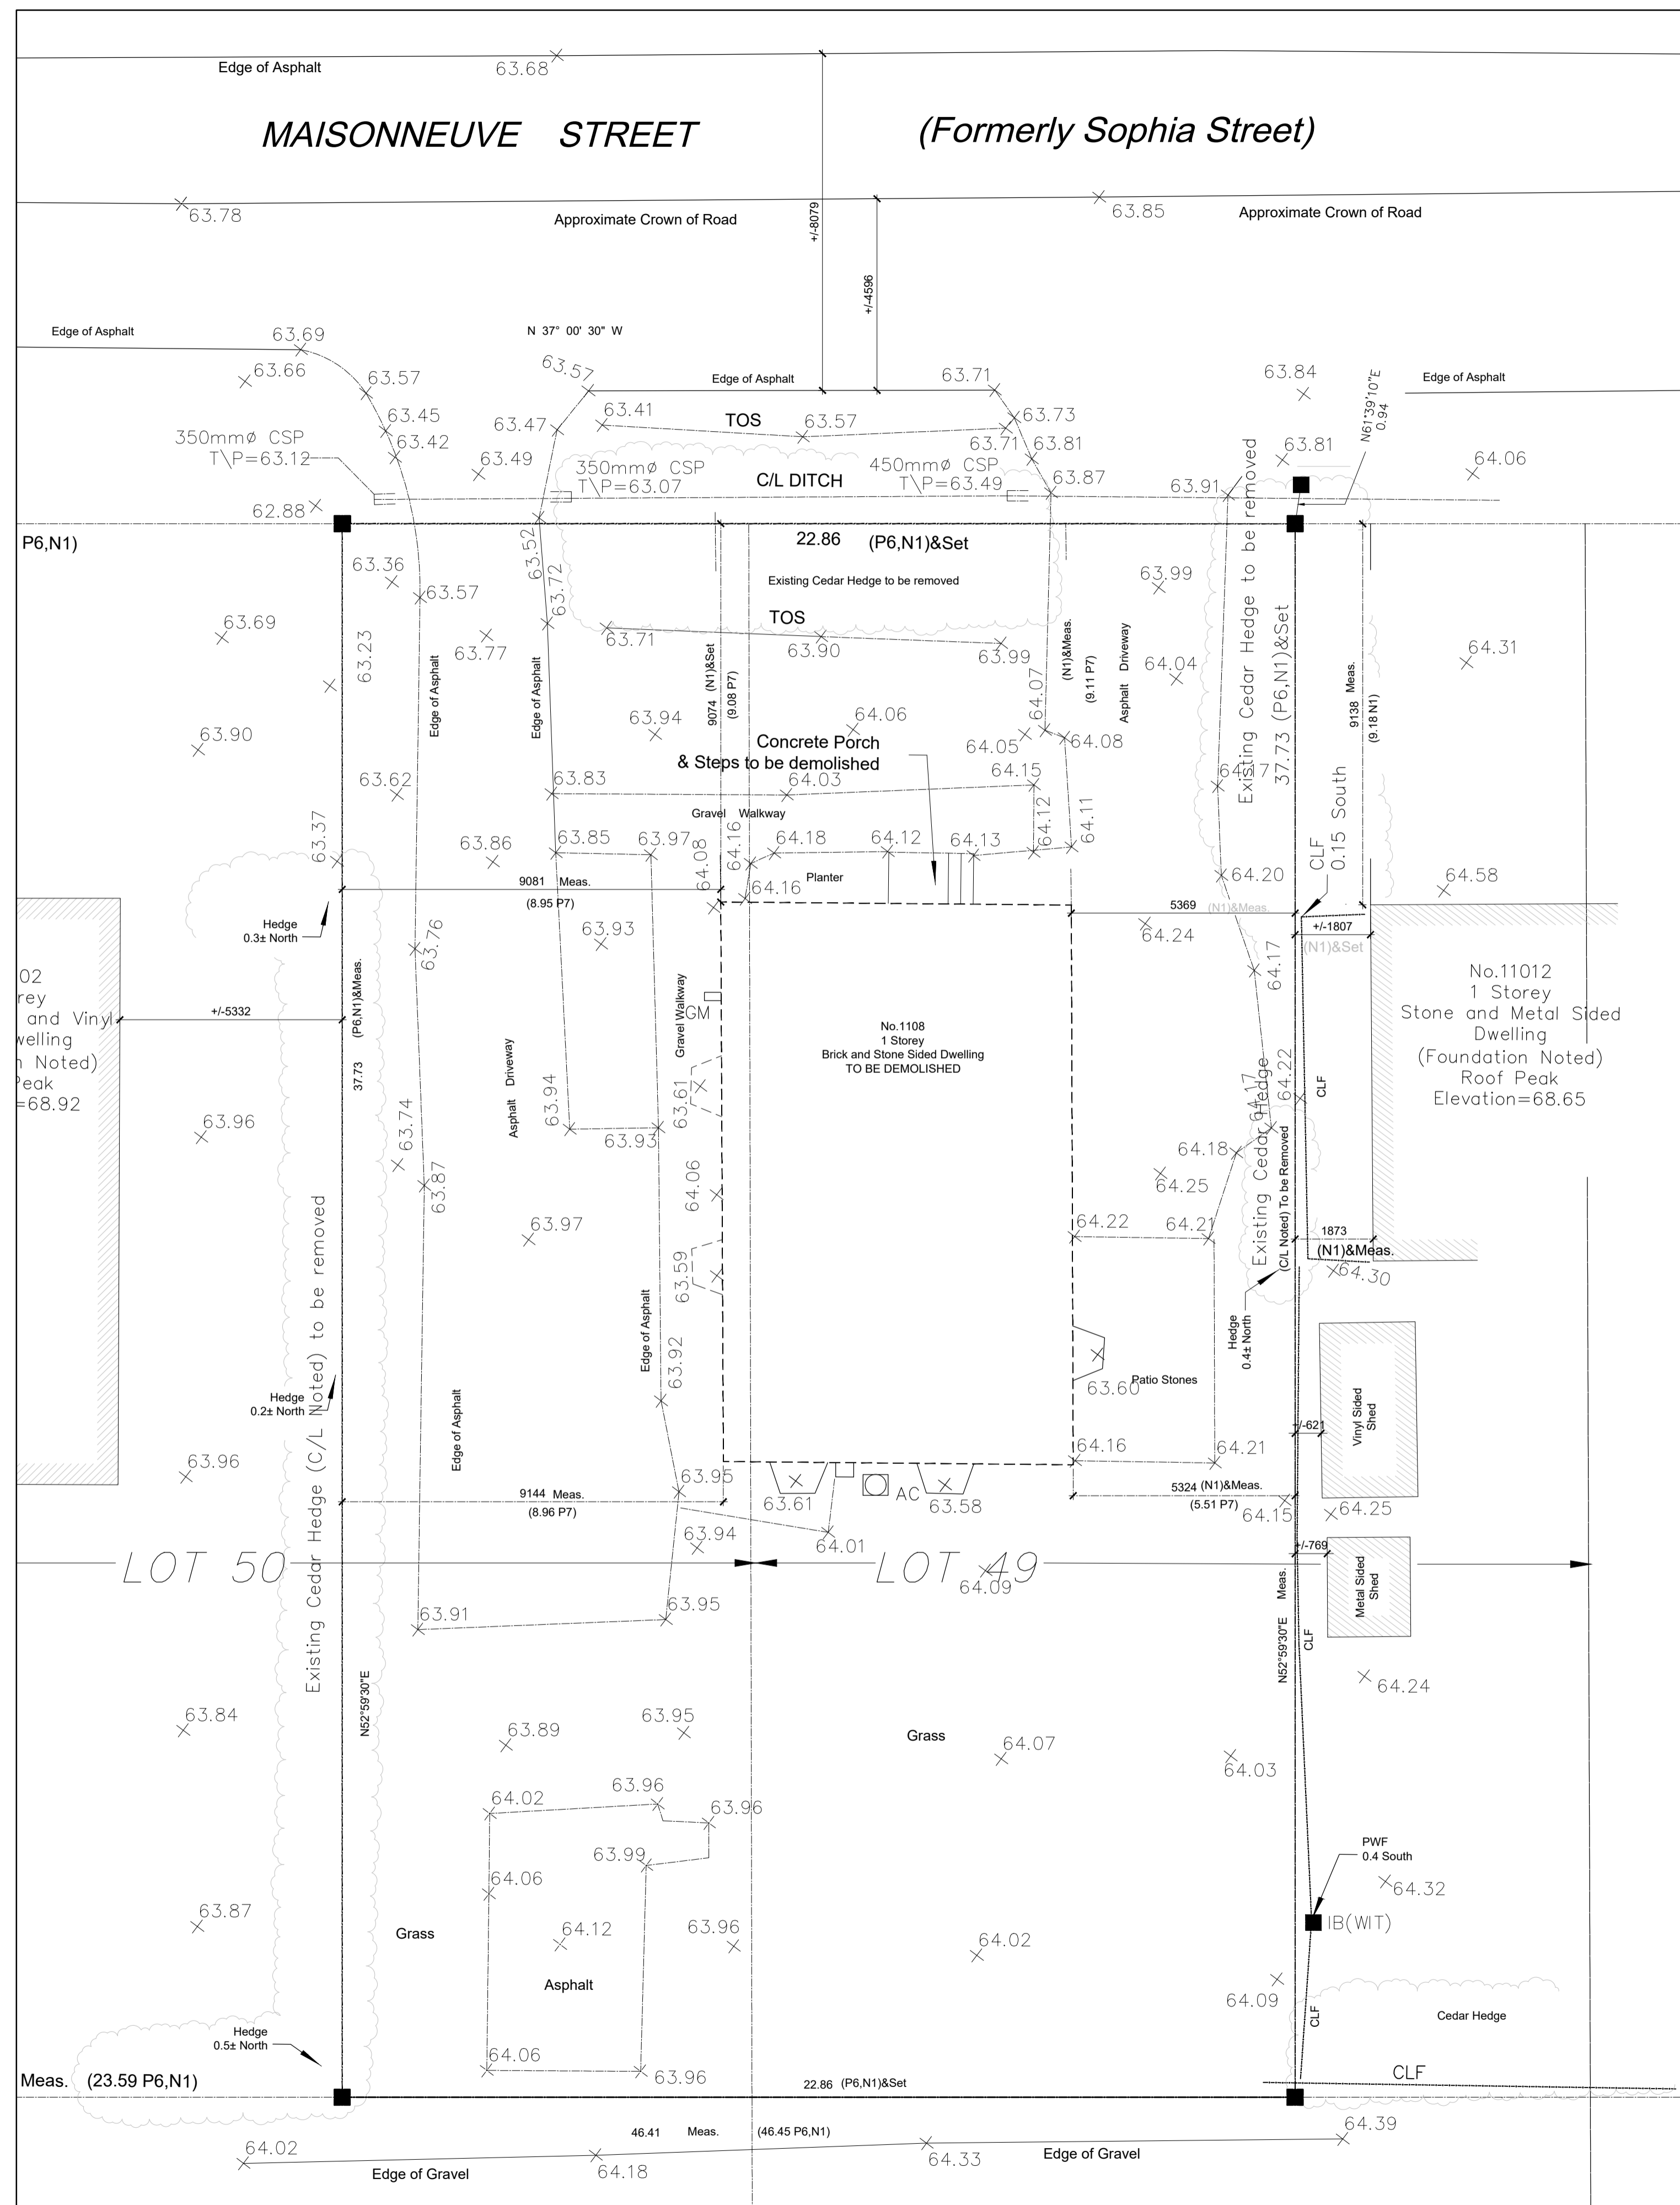 Edge of Asphalt
63.68
MAISONNEUVE STREET
(Formerly Sophia Street)
63.78
Approximate Crown of Road
+/-8079
63.85
Approximate Crown of Road
+/-4596
Edge of Asphalt
63.69
N 37° 00' 30" W
63.66
63.57
63.57
Edge of Asphalt
63.71
63.84
N61°39'10"E
0.94
Edge of Asphalt
63.45
63.47
63.41
TOS
63.57
63.73
350mmø CSP
T\P=63.12
63.42
63.49
350mmø CSP
T\P=63.07
C/L DITCH
450mmø CSP
T\P=63.49
63.71
63.81
63.87
63.91
63.81
64.06
62.88
P6,N1)
63.52
22.86 (P6,N1)&Set
63.36
63.57
63.72
Existing Cedar Hedge to be removed
63.99
Existing Cedar Hedge to be removed
37.73 (P6,N1)&Set
63.69
63.23
63.77
63.71
TOS
63.90
63.99
64.31
Edge of Asphalt
Edge of Asphalt
9074 (N1)&Set
(9.08 P7)
64.07
(N1)&Meas.
(9.11 P7)
Asphalt Driveway
64.04
9138 Meas.
(9.18 N1)
63.90
63.94
64.06
64.05
64.08
Concrete Porch
& Steps to be demolished
63.62
63.83
64.03
64.15
64.17
Gravel Walkway
63.37
63.86
63.85
63.97
64.08
64.16
64.18
64.12
64.13
64.12
64.11
CLF
0.15 South
9081 Meas.
(8.95 P7)
64.16
Planter
64.20
64.58
Hedge
0.3± North
63.76
63.93
5369 (N1)&Meas.
64.24
64.17
+/-1807
(N1)&Set
02
rey
and Vinyl
welling
n Noted)
Peak
=68.92
+/-5332
37.73 (P6,N1)&Meas.
Gravel Walkway
GM
No.1108
1 Storey
Brick and Stone Sided Dwelling
TO BE DEMOLISHED
No.11012
1 Storey
Stone and Metal Sided
Dwelling
(Foundation Noted)
Roof Peak
Elevation=68.65
63.96
63.74
Asphalt Driveway
63.94
63.93
63.61
64.17
64.22
CLF
63.87
64.06
64.18
64.25
Existing Cedar Hedge
(C/L Noted) To be Removed
Existing Cedar Hedge (C/L Noted) to be removed
63.97
63.59
64.22
64.21
1873
(N1)&Meas.
64.30
Edge of Asphalt
Hedge
0.4± North
Hedge
0.2± North
63.92
63.60
Patio Stones
Vinyl Sided
Shed
+/-621
Edge of Asphalt
63.96
63.95
63.61
AC
63.58
64.16
64.21
9144 Meas.
(8.96 P7)
5324 (N1)&Meas.
(5.51 P7)
64.15
64.25
63.94
64.01
LOT 50
LOT 49
64.09
+/-769
Metal Sided
Shed
63.91
63.95
N52°59'30"E Meas.
CLF
N52°59'30"E
64.24
63.84
63.89
63.95
Grass
64.07
64.03
64.02
63.96
63.96
63.99
PWF
0.4 South
64.06
64.32
63.87
Grass
64.12
63.96
64.02
IB(WIT)
Asphalt
64.09
Cedar Hedge
CLF
Hedge
0.5± North
64.06
63.96
Meas. (23.59 P6,N1)
22.86 (P6,N1)&Set
CLF
46.41 Meas. (46.45 P6,N1)
64.02
Edge of Gravel
64.18
64.33
Edge of Gravel
64.39